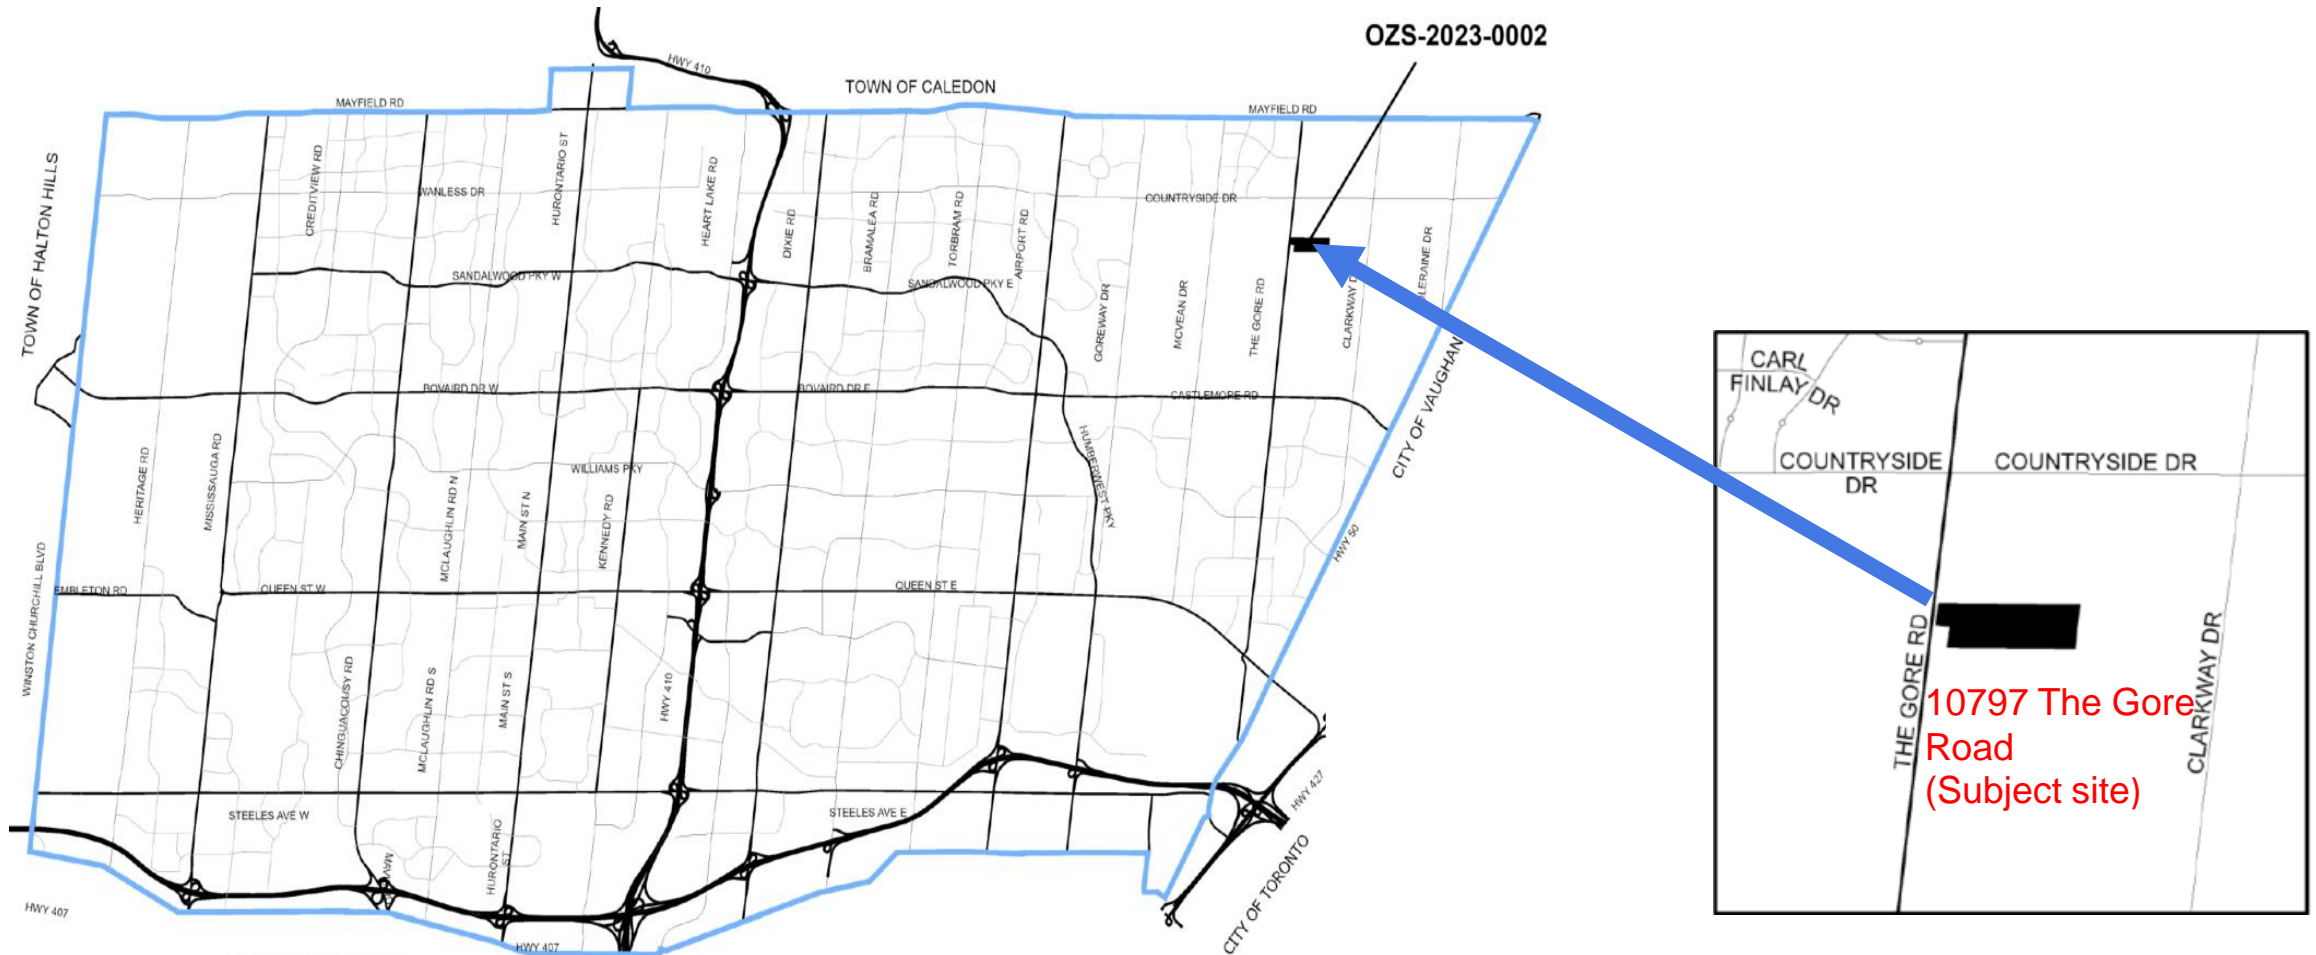 OZS-2023-0002
HWY 410
TOWN OF CALEDON
MAYFIELD RD
MAYFIELD RD
TOWN OF HALTON HILLS
CREDITVIEW RD
WANLESS DR
HURONTARIO ST
HEART LAKE RD
DIXIE RD
BRAMALEA RD
TORBRAM RD
AIRPORT RD
COUNTRYSIDE DR
SANDALWOOD PKY W
SANDALWOOD PKY E
GOREWAY DR
MCVEAN DR
THE GORE RD
CLARKWAY
CITY OF VAUGHAN
BOVAIRD DR W
BOVAIRD DR E
CASTLEMORE RD
HERITAGE RD
MISSISSAUGA RD
WILLIAMS PKY
MCLAUGHLIN RD N
MAIN ST N
KENNEDY RD
HUMBERWEST PKY
HWY 50
WINSTON CHURCHILL BLVD
EMBLETON RD
QUEEN ST W
QUEEN ST E
CHINGUACOUSY RD
MCLAUGHLIN RD S
MAIN ST S
HWY 410
STEELES AVE W
STEELES AVE E
HURONTARIO
ST
HWY 427
CITY OF TORONTO
HWY 407
HWY 407
CARL
FINLAY DR
COUNTRYSIDE
DR
COUNTRYSIDE DR
THE GORE RD
CLARKWAY DR
10797 The Gore
Road
(Subject site)